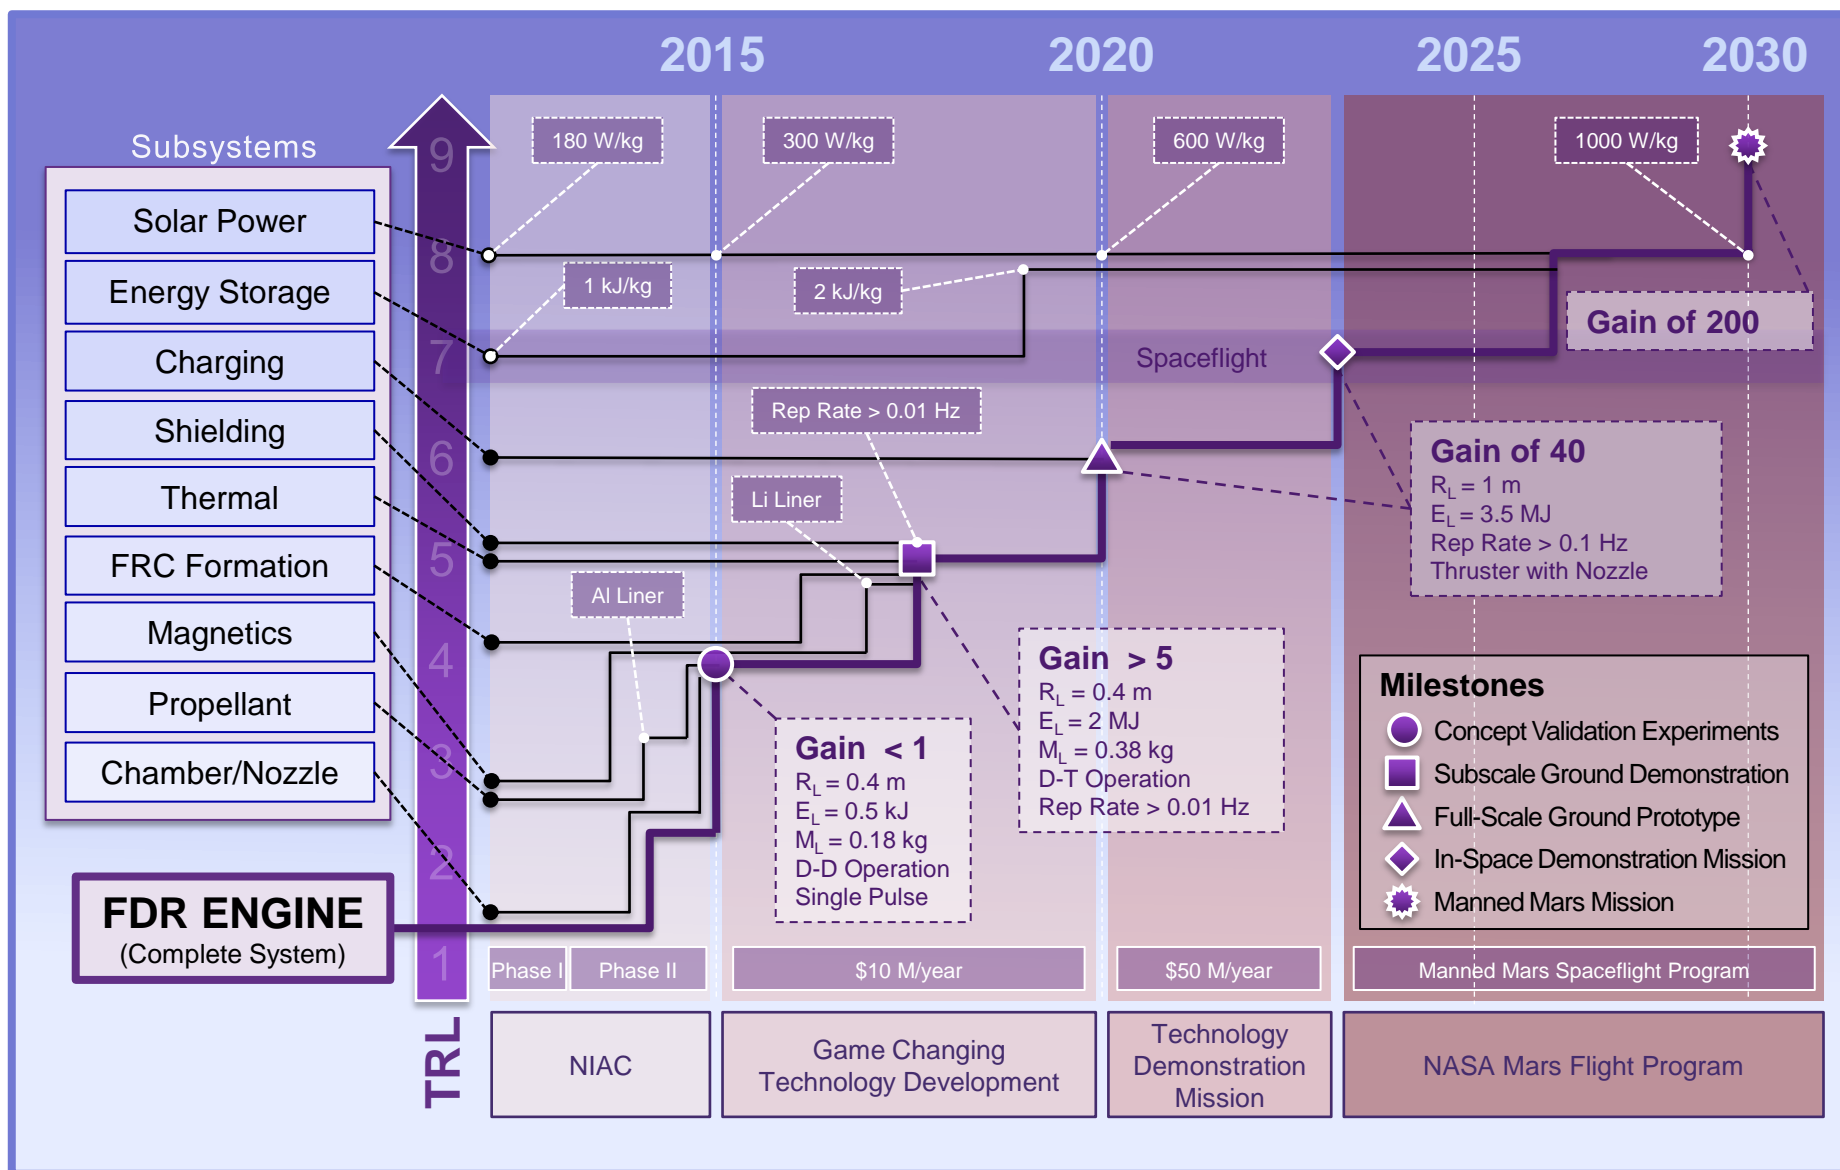 2015
2020
2025
2030
Subsystems
Solar Power
Energy Storage
Charging
Shielding
Thermal
FRC Formation
Magnetics
Propellant
Chamber/Nozzle
FDR ENGINE
(Complete System)
9
8
7
6
5
4
3
2
1
TRL
180 W/kg
300 W/kg
600 W/kg
1000 W/kg
1 kJ/kg
2 kJ/kg
Spaceflight
Rep Rate > 0.01 Hz
Li Liner
Al Liner
Gain of 200
Gain of 40
R_L = 1 m
E_L = 3.5 MJ
Rep Rate > 0.1 Hz
Thruster with Nozzle
Gain > 5
R_L = 0.4 m
E_L = 2 MJ
M_L = 0.38 kg
D-T Operation
Rep Rate > 0.01 Hz
Gain < 1
R_L = 0.4 m
E_L = 0.5 kJ
M_L = 0.18 kg
D-D Operation
Single Pulse
Milestones
Concept Validation Experiments
Subscale Ground Demonstration
Full-Scale Ground Prototype
In-Space Demonstration Mission
Manned Mars Mission
Phase I
Phase II
$10 M/year
$50 M/year
Manned Mars Spaceflight Program
NIAC
Game Changing
Technology Development
Technology
Demonstration
Mission
NASA Mars Flight Program